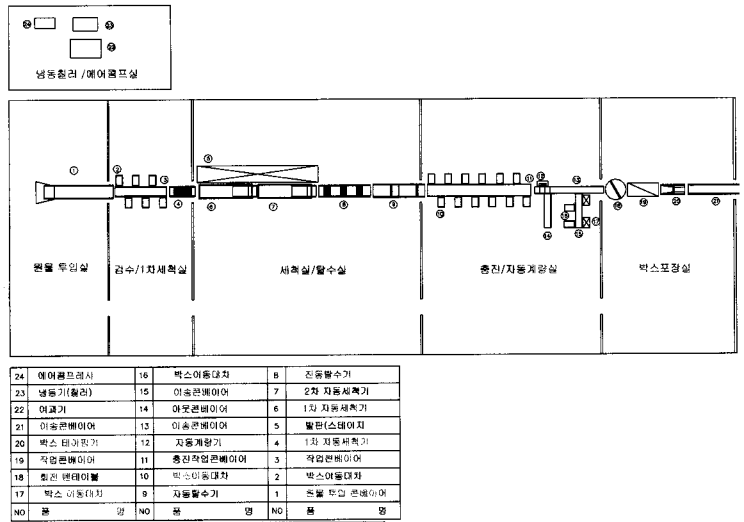 냉동칠러 /에어콤프실
원물 투입실
검수/1차세척실
세척실/탈수실
충진/자동계량실
박스포장실
24 에어콤프레샤 16 박스이동대차 8 진동탈수기
23 냉동기(칠러) 15 이송콘베이어 7 2차 자동세척기
22 여과기 14 아웃콘베이어 6 1차 자동세척기
21 이송콘베이어 13 이송콘베이어 5 발판(스테이지
20 박스 테이핑기 12 자동계량기 4 1차 자동세척기
19 작업콘베이어 11 충진작업콘베이어 3 작업콘베이어
18 회전 텐테이블 10 박스이동대차 2 박스이동대차
17 박스 이동대차 9 자동탈수기 1 원물 투입 콘베이어
NO 품 명 NO 품 명 NO 품 명